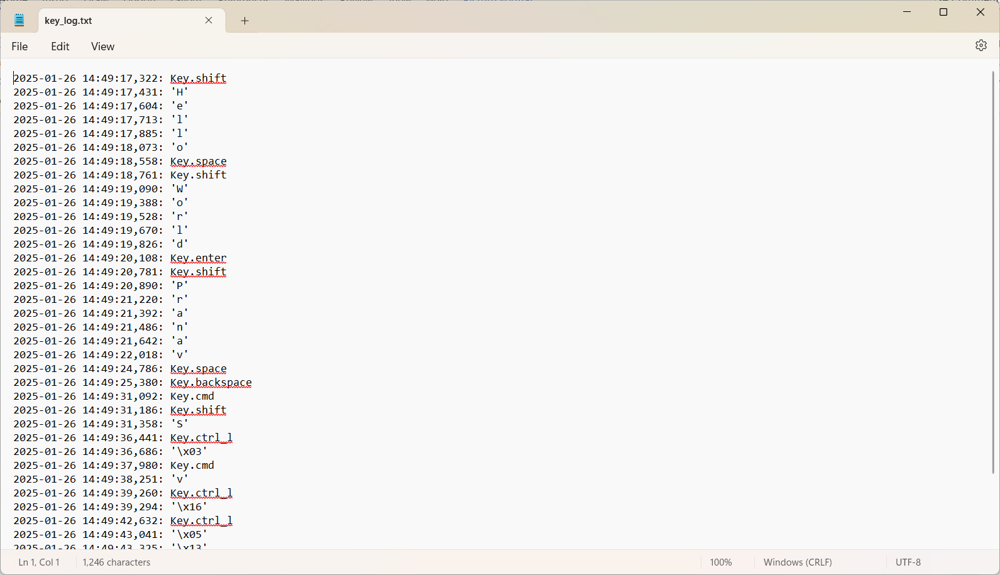 key_log.txt
File Edit View
2025-01-26 14:49:17,322: Key.shift
2025-01-26 14:49:17,431: 'H'
2025-01-26 14:49:17,604: 'e'
2025-01-26 14:49:17,713: 'l'
2025-01-26 14:49:17,885: 'l'
2025-01-26 14:49:18,073: 'o'
2025-01-26 14:49:18,558: Key.space
2025-01-26 14:49:18,761: Key.shift
2025-01-26 14:49:19,090: 'W'
2025-01-26 14:49:19,388: 'o'
2025-01-26 14:49:19,528: 'r'
2025-01-26 14:49:19,670: 'l'
2025-01-26 14:49:19,826: 'd'
2025-01-26 14:49:20,108: Key.enter
2025-01-26 14:49:20,781: Key.shift
2025-01-26 14:49:20,890: 'P'
2025-01-26 14:49:21,220: 'r'
2025-01-26 14:49:21,392: 'a'
2025-01-26 14:49:21,486: 'n'
2025-01-26 14:49:21,642: 'a'
2025-01-26 14:49:22,018: 'v'
2025-01-26 14:49:24,786: Key.space
2025-01-26 14:49:25,380: Key.backspace
2025-01-26 14:49:31,092: Key.cmd
2025-01-26 14:49:31,186: Key.shift
2025-01-26 14:49:31,358: 'S'
2025-01-26 14:49:36,441: Key.ctrl_l
2025-01-26 14:49:36,686: '\x03'
2025-01-26 14:49:37,980: Key.cmd
2025-01-26 14:49:38,251: 'v'
2025-01-26 14:49:39,260: Key.ctrl_l
2025-01-26 14:49:39,294: '\x16'
2025-01-26 14:49:42,632: Key.ctrl_l
2025-01-26 14:49:43,041: '\x05'
2025-01-26 14:49:43,325: '\x13'
Ln 1, Col 1 1,246 characters 100% Windows (CRLF) UTF-8